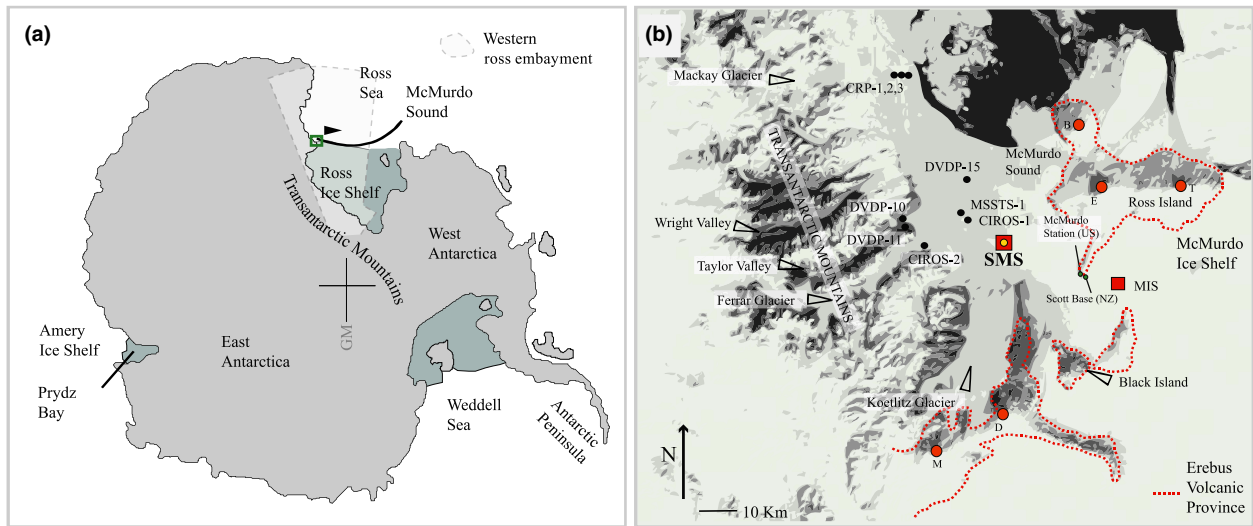 (a)
Western
ross embayment
Ross
Sea
McMurdo
Sound
Ross
Ice Shelf
Transantarctic Mountains
West
Antarctica
GM
Amery
Ice Shelf
East
Antarctica
Prydz
Bay
Weddell
Sea
Antarctic
Peninsula
(b)
Mackay Glacier
CRP-1,2,3
B
TRANSANTARCTIC MOUNTAINS
McMurdo
Sound
DVDP-15
E
T
Ross Island
DVDP-10
MSSTS-1
CIROS-1
Wright Valley
McMurdo
Station (US)
DVDP-11
CIROS-2
SMS
McMurdo
Ice Shelf
Taylor Valley
MIS
Ferrar Glacier
Scott Base (NZ)
Black Island
Koetlitz Glacier
D
N
M
10 Km
Erebus
Volcanic
Province